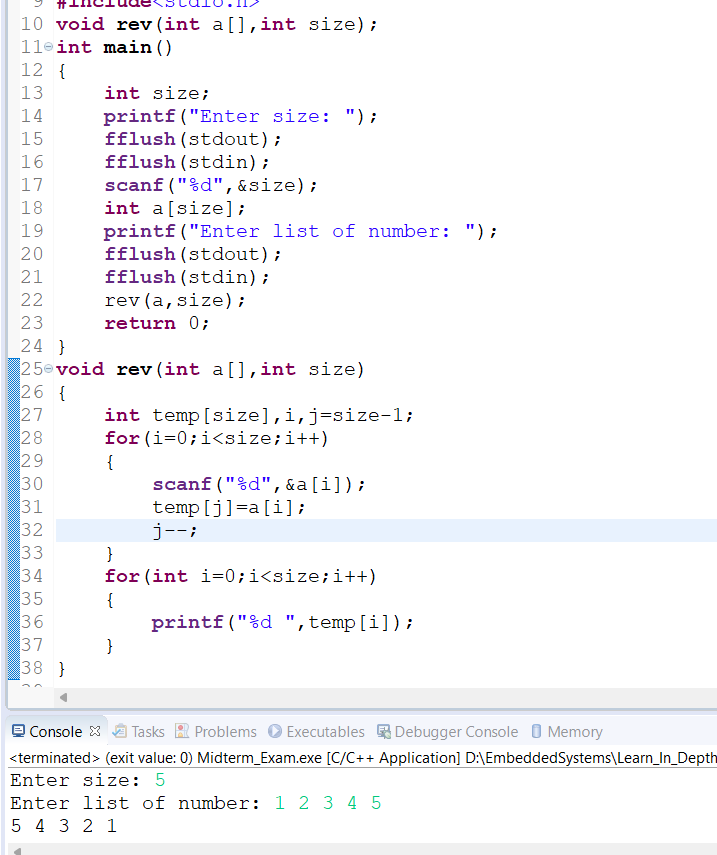 9 #include<stdio.h>
10 void rev(int a[],int size);
11 int main()
12 {
13     int size;
14     printf("Enter size: ");
15     fflush(stdout);
16     fflush(stdin);
17     scanf("%d",&size);
18     int a[size];
19     printf("Enter list of number: ");
20     fflush(stdout);
21     fflush(stdin);
22     rev(a,size);
23     return 0;
24 }
25 void rev(int a[],int size)
26 {
27     int temp[size],i,j=size-1;
28     for(i=0;i<size;i++)
29     {
30         scanf("%d",&a[i]);
31         temp[j]=a[i];
32         j--;
33     }
34     for(int i=0;i<size;i++)
35     {
36         printf("%d ",temp[i]);
37     }
38 }
Console Tasks Problems Executables Debugger Console Memory
<terminated> (exit value: 0) Midterm_Exam.exe [C/C++ Application] D:\EmbeddedSystems\Learn_In_Depth
Enter size: 5
Enter list of number: 1 2 3 4 5
5 4 3 2 1